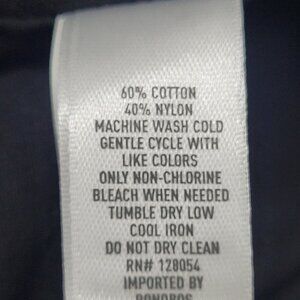 60% COTTON
40% NYLON
MACHINE WASH COLD
GENTLE CYCLE WITH
LIKE COLORS
ONLY NON-CHLORINE
BLEACH WHEN NEEDED
TUMBLE DRY LOW
COOL IRON
DO NOT DRY CLEAN
RN# 128054
IMPORTED BY